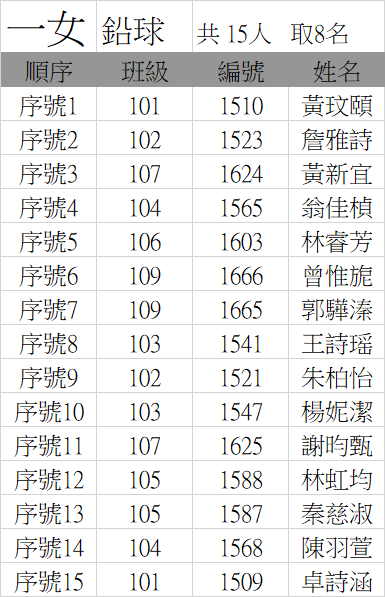 一女 鉛球 共 15人 取8名
順序 班級 編號 姓名
序號1 101 1510 黃玟頤
序號2 102 1523 詹雅詩
序號3 107 1624 黃新宜
序號4 104 1565 翁佳楨
序號5 106 1603 林睿芳
序號6 109 1666 曾惟旎
序號7 109 1665 郭驊溱
序號8 103 1541 王詩瑶
序號9 102 1521 朱柏怡
序號10 103 1547 楊妮潔
序號11 107 1625 謝昀甄
序號12 105 1588 林虹均
序號13 105 1587 秦慈淑
序號14 104 1568 陳羽萱
序號15 101 1509 卓詩涵